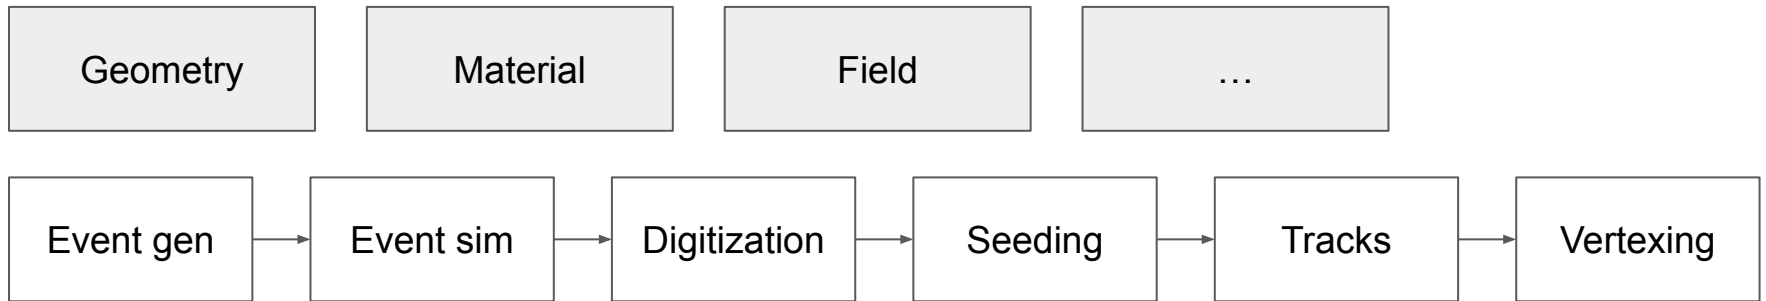 Geometry
Material
Field
…
Event gen
Event sim
Digitization
Seeding
Tracks
Vertexing